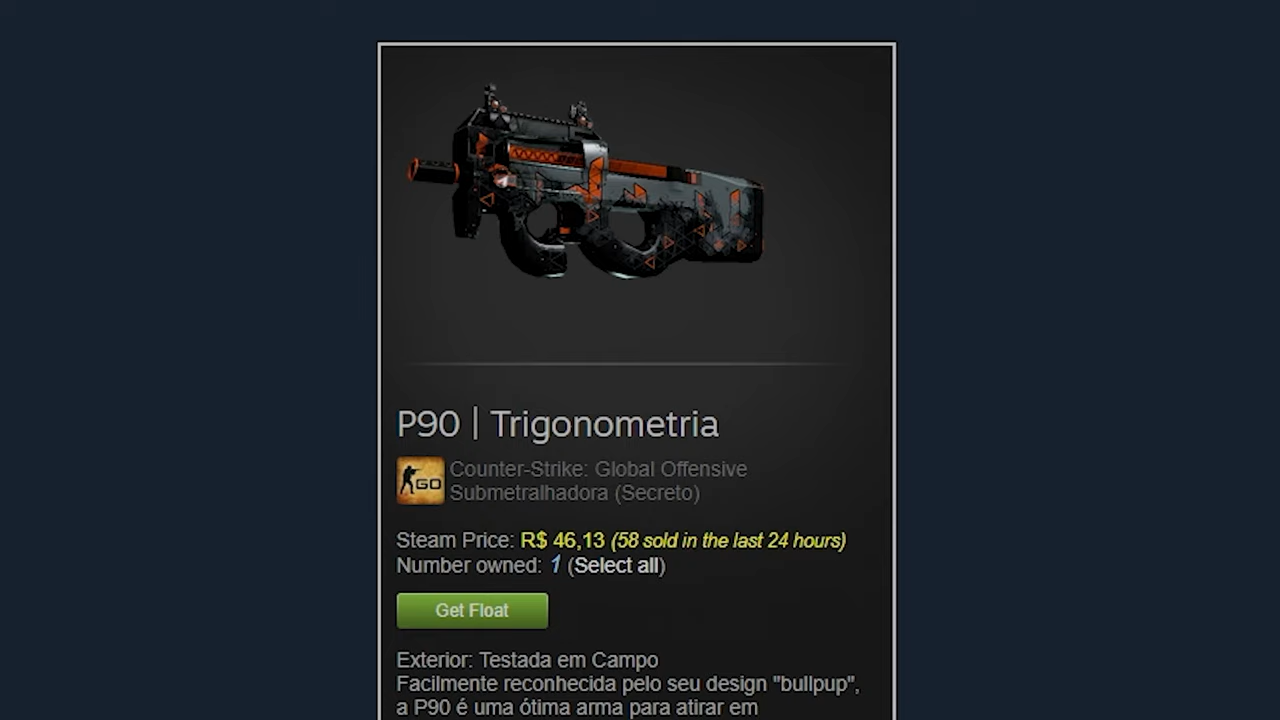 P90 | Trigonometria
GO
Counter-Strike: Global Offensive
Submetralhadora (Secreto)
Steam Price: R$ 46,13 (58 sold in the last 24 hours)
Number owned: 1 (Select all)
Get Float
Exterior: Testada em Campo
Facilmente reconhecida pelo seu design "bullpup",
a P90 é uma ótima arma para atirar em